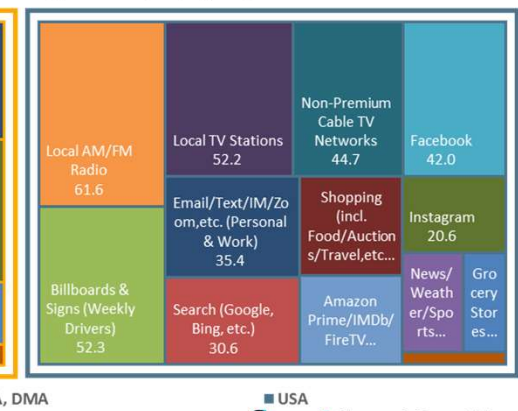 Local AM/FM
Radio
61.6
Billboards &
Signs (Weekly
Drivers)
52.3
Local TV Stations
52.2
Email/Text/IM/Zo
om,etc. (Personal
& Work)
35.4
Search (Google,
Bing, etc.)
30.6
Non-Premium
Cable TV
Networks
44.7
Shopping
(incl.
Food/Auction
s/Travel,etc...
Amazon
Prime/IMDb/
FireTV...
Facebook
42.0
Instagram
20.6
News/
Weath
er/Spo
rts...
Gro
cery
Stor
es...
, DMA
USA